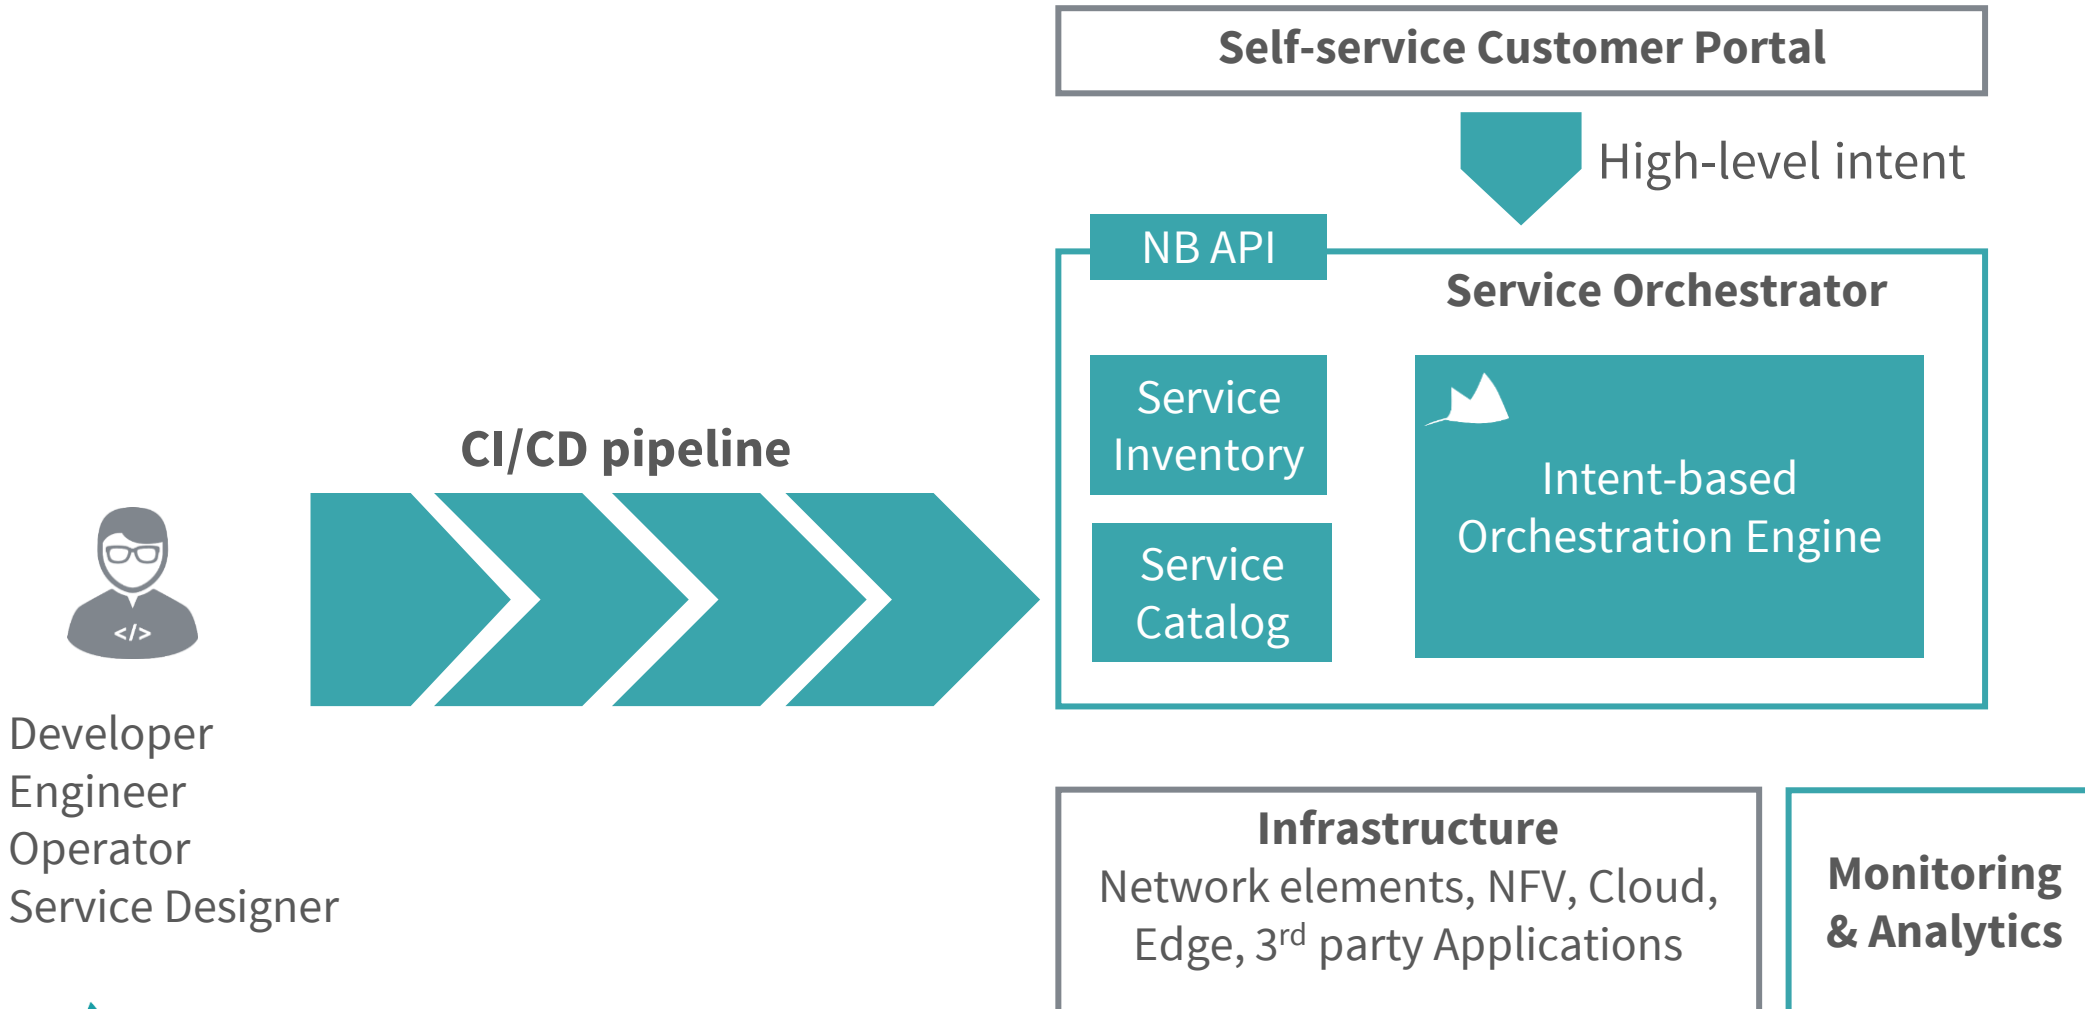 Self-service Customer Portal
High-level intent
NB API
Service Orchestrator
Service
Inventory
Intent-based
Orchestration Engine
Service
Catalog
CI/CD pipeline
</>
Developer
Engineer
Operator
Service Designer
Infrastructure
Network elements, NFV, Cloud,
Edge, 3rd party Applications
Monitoring
& Analytics